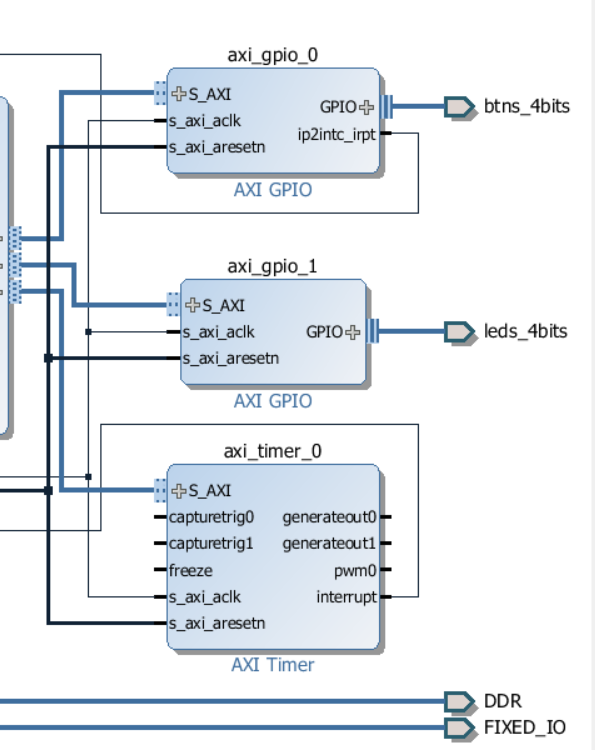 axi_gpio_0
S_AXI
GPIO
btns_4bits
s_axi_aclk
ip2intc_irpt
s_axi_aresetn
AXI GPIO
axi_gpio_1
S_AXI
s_axi_aclk
GPIO
leds_4bits
s_axi_aresetn
AXI GPIO
axi_timer_0
S_AXI
capturetrig0
generateout0
capturetrig1
generateout1
freeze
pwm0
s_axi_aclk
interrupt
s_axi_aresetn
AXI Timer
DDR
FIXED_IO